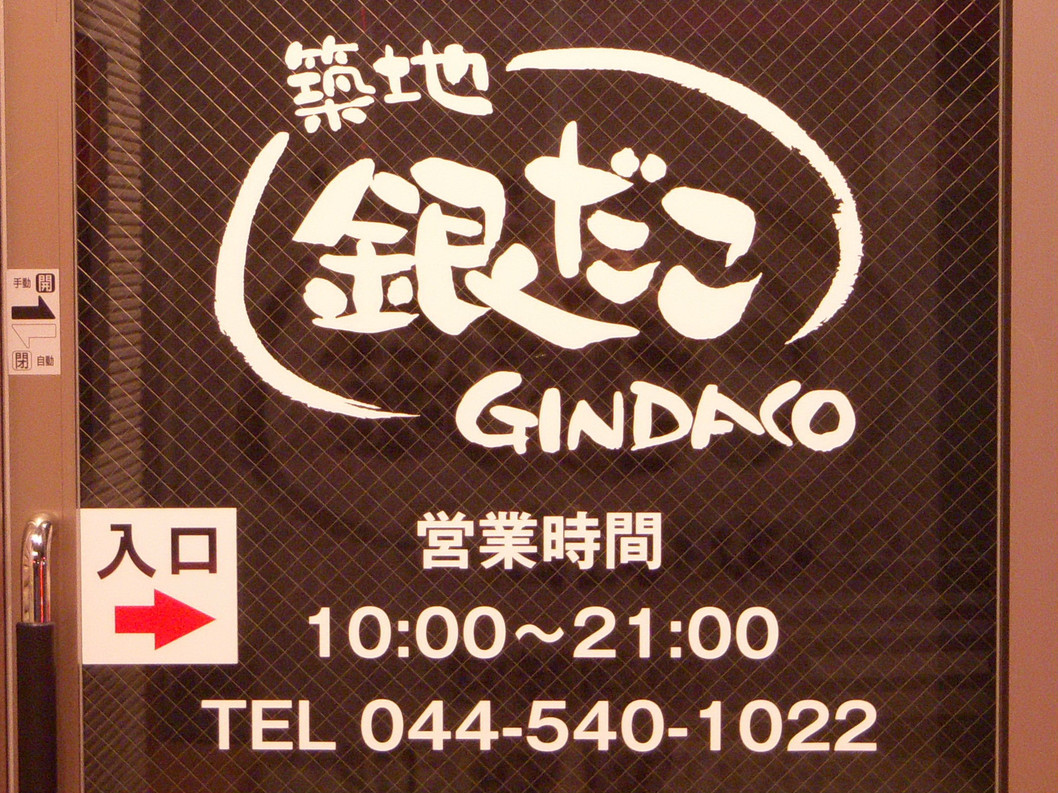 築地
銀だこ
GINDACO
営業時間
10:00～21:00
TEL 044-540-1022
入口
手動 開
閉 自動